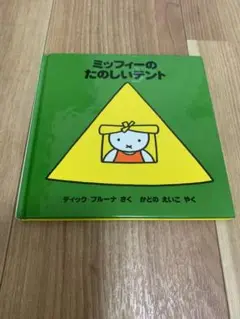 ミッフィーの
たのしいテント
ディック ブルーナ さく かどの えいこ やく